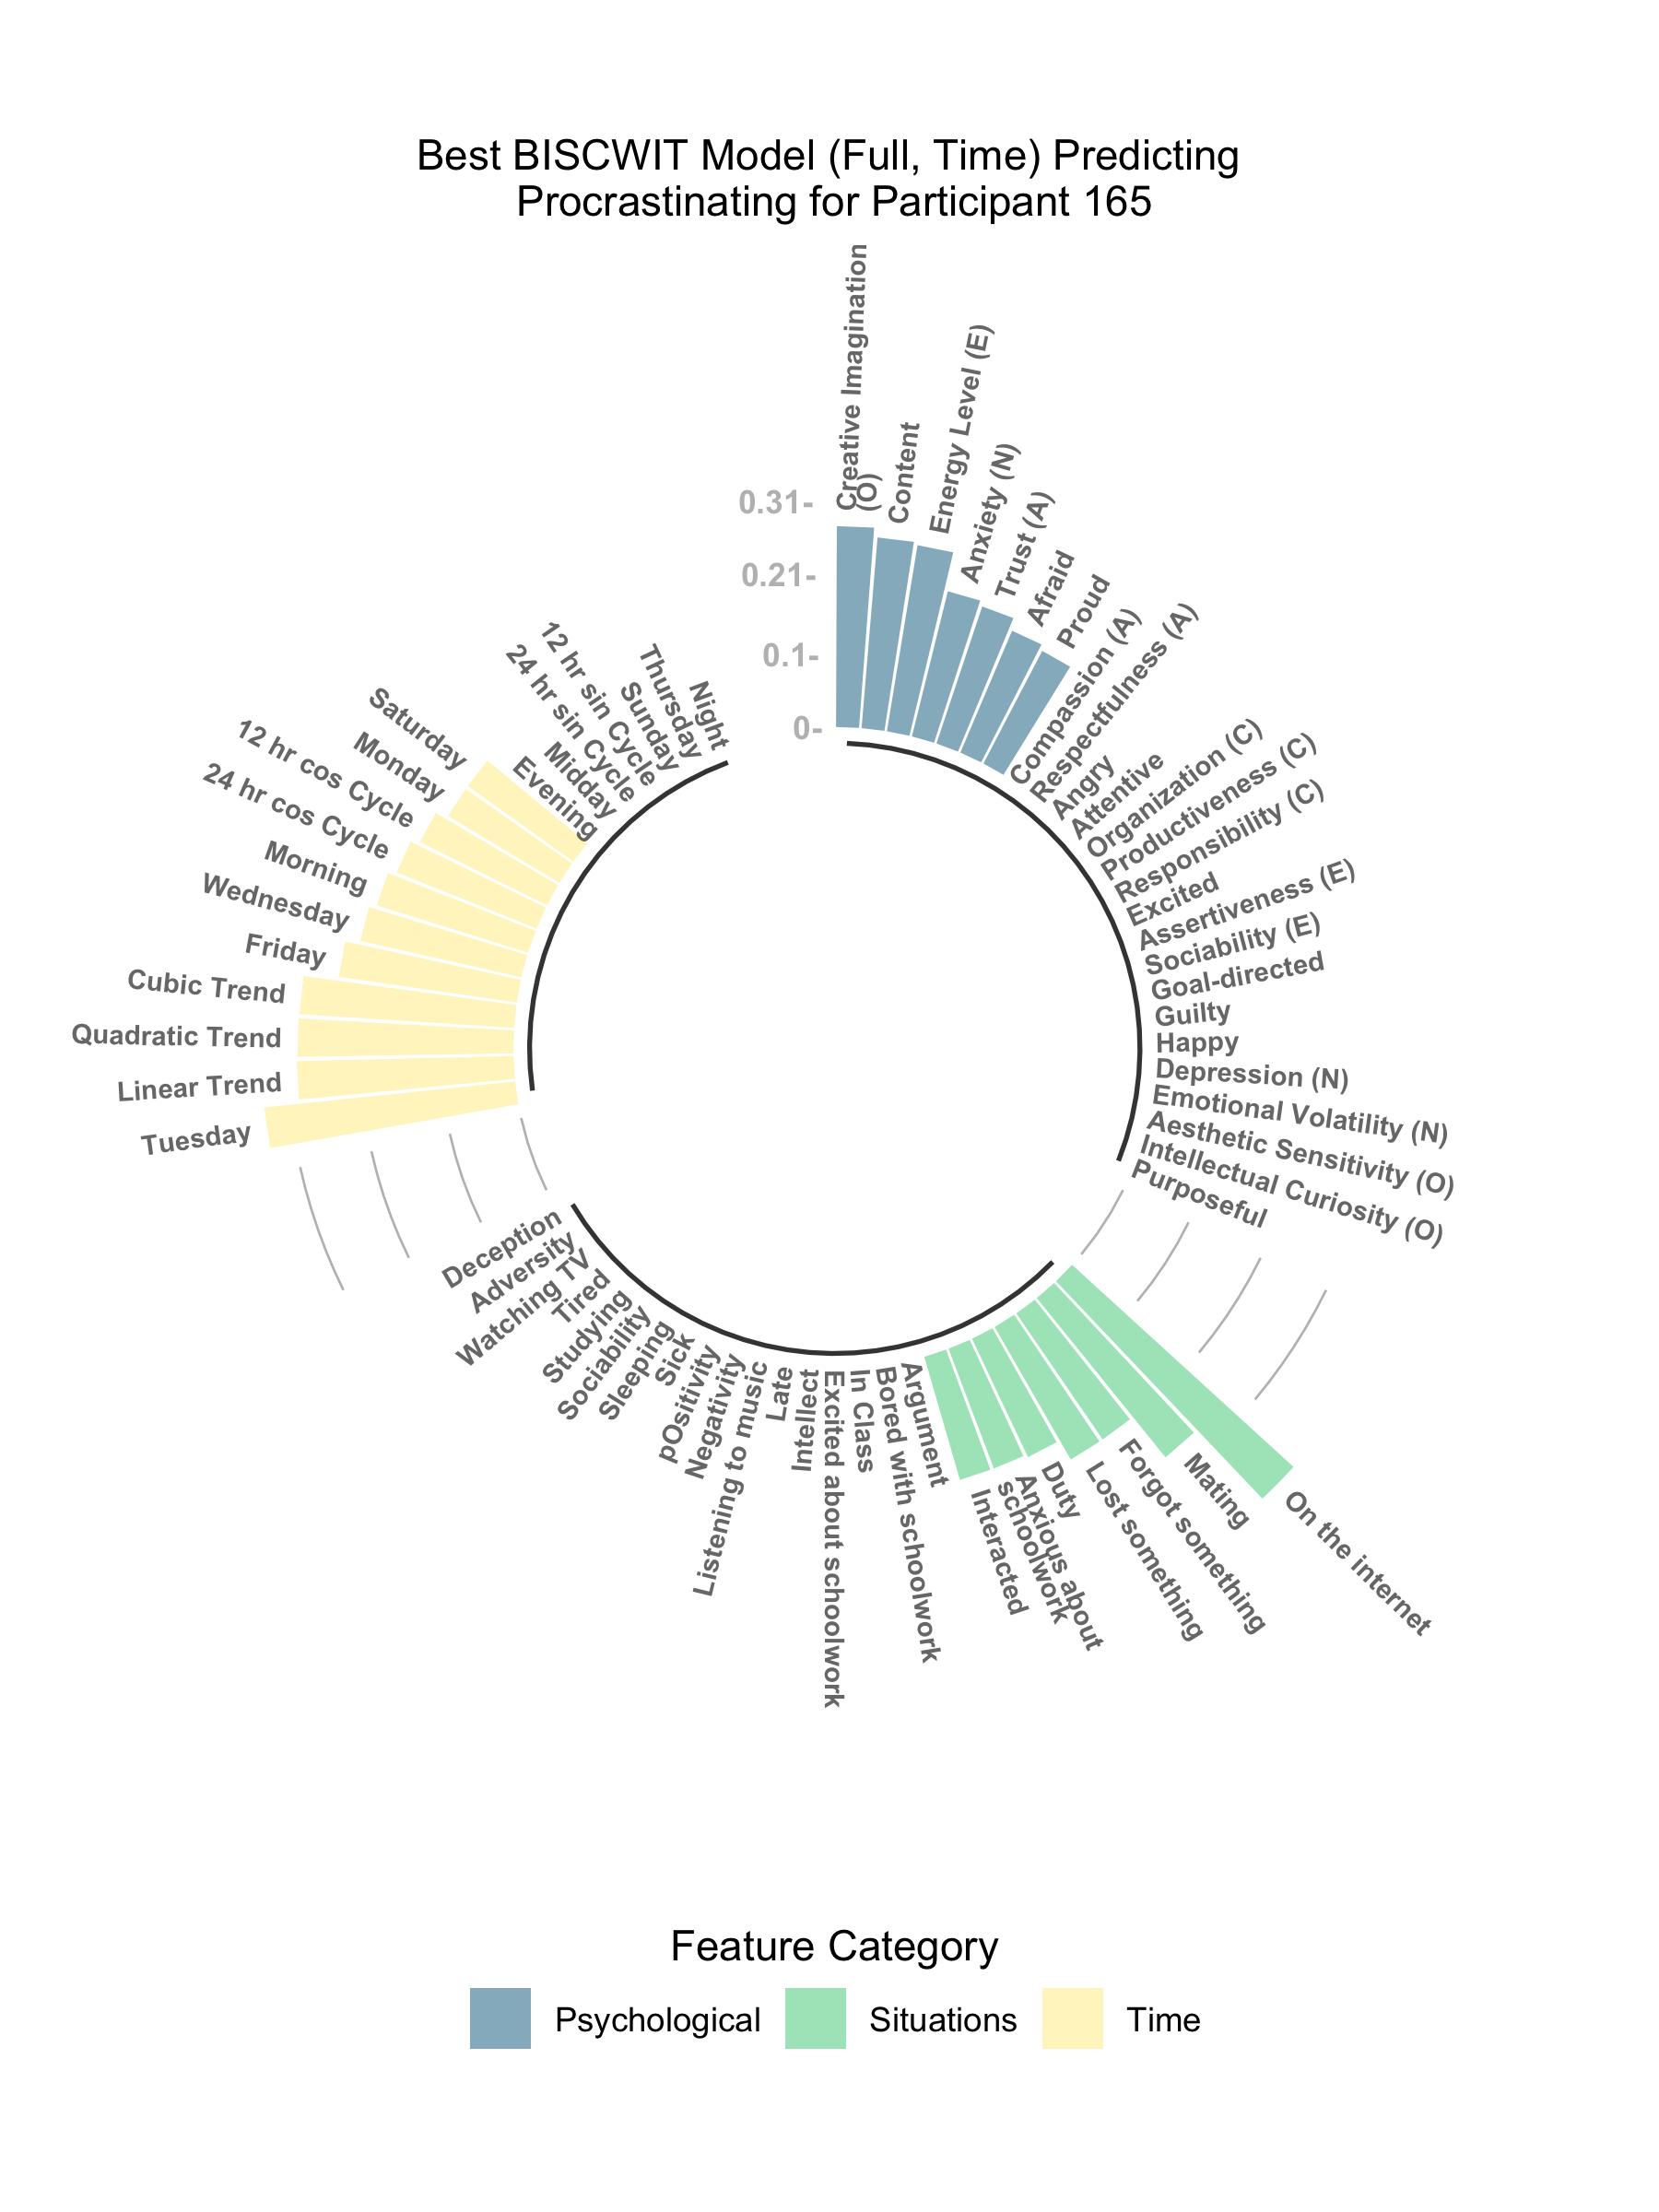 Best BISCWIT Model (Full, Time) Predicting
Procrastinating for Participant 165
0.31-
0.21-
0.1-
0-
Creative Imagination
(O)
Content
Energy Level (E)
Anxiety (N)
Trust (A)
Afraid
Proud
Compassion (A)
Respectfulness (A)
Angry
Attentive
Organization (C)
Productiveness (C)
Responsibility (C)
Excited
Assertiveness (E)
Sociability (E)
Goal-directed
Guilty
Happy
Depression (N)
Emotional Volatility (N)
Aesthetic Sensitivity (O)
Intellectual Curiosity (O)
Purposeful
On the internet
Mating
Forgot something
Lost something
Duty
Anxious about
schoolwork
Interacted
Argument
Bored with schoolwork
In Class
Excited about schoolwork
Intellect
Late
Listening to music
Negativity
pOsitivity
Sick
Sleeping
Sociability
Studying
Tired
Watching TV
Adversity
Deception
Tuesday
Linear Trend
Quadratic Trend
Cubic Trend
Friday
Wednesday
Morning
24 hr cos Cycle
12 hr cos Cycle
Monday
Saturday
Evening
Midday
24 hr sin Cycle
12 hr sin Cycle
Sunday
Thursday
Night
Feature Category
Psychological
Situations
Time